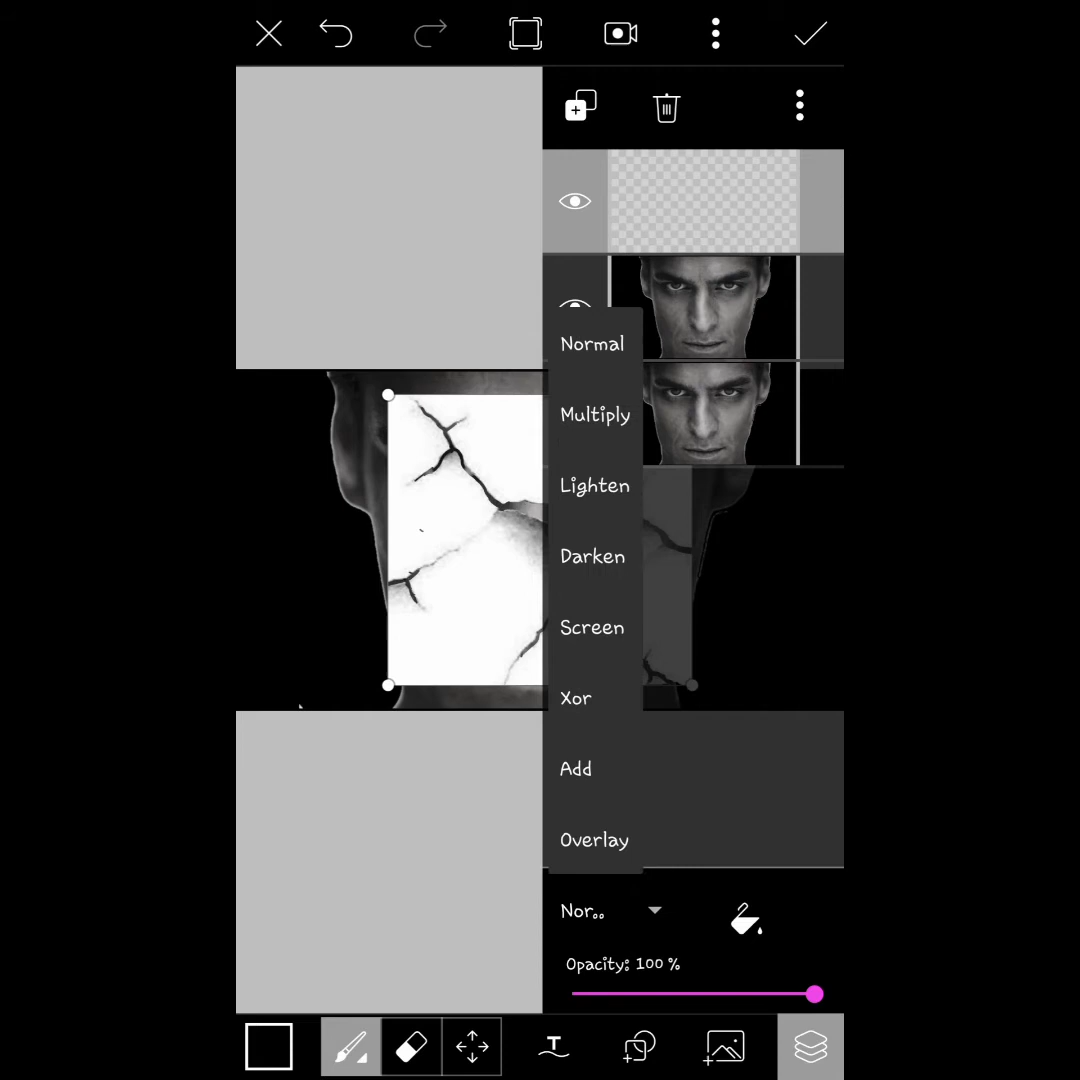 Normal
Multiply
Lighten
Darken
Screen
Xor
Add
Overlay
Nor..
Opacity: 100 %
T